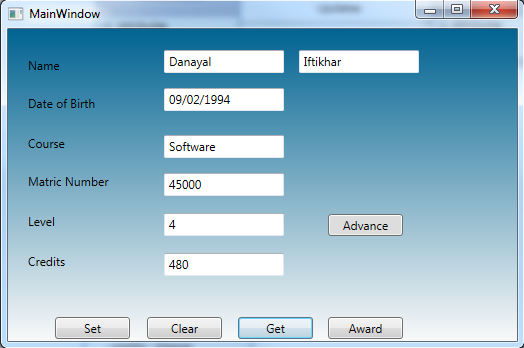 MainWindow
Name Danayal Iftikhar
Date of Birth 09/02/1994
Course Software
Matric Number 45000
Level 4 Advance
Credits 480
Set Clear Get Award